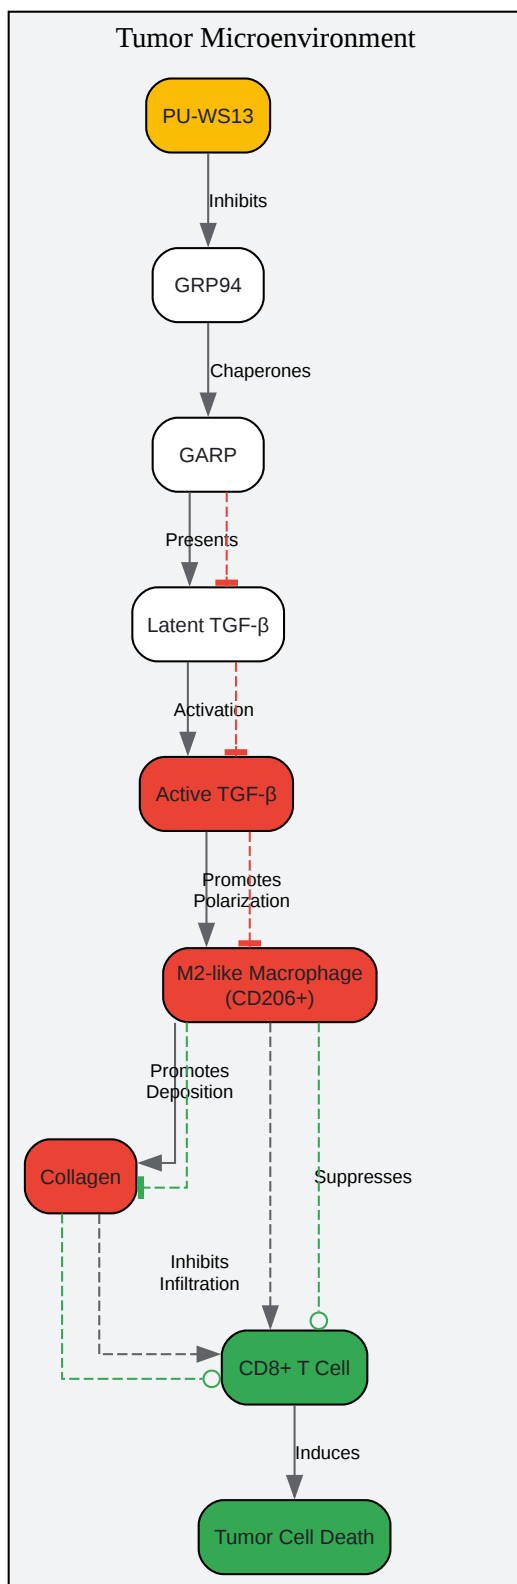 Tumor Microenvironment
PU-WS13
Inhibits
GRP94
Chaperones
GARP
Presents
Latent TGF-β
Activation
Active TGF-β
Promotes
Polarization
M2-like Macrophage
(CD206+)
Promotes
Deposition
Collagen
Suppresses
Inhibits
Infiltration
CD8+ T Cell
Induces
Tumor Cell Death